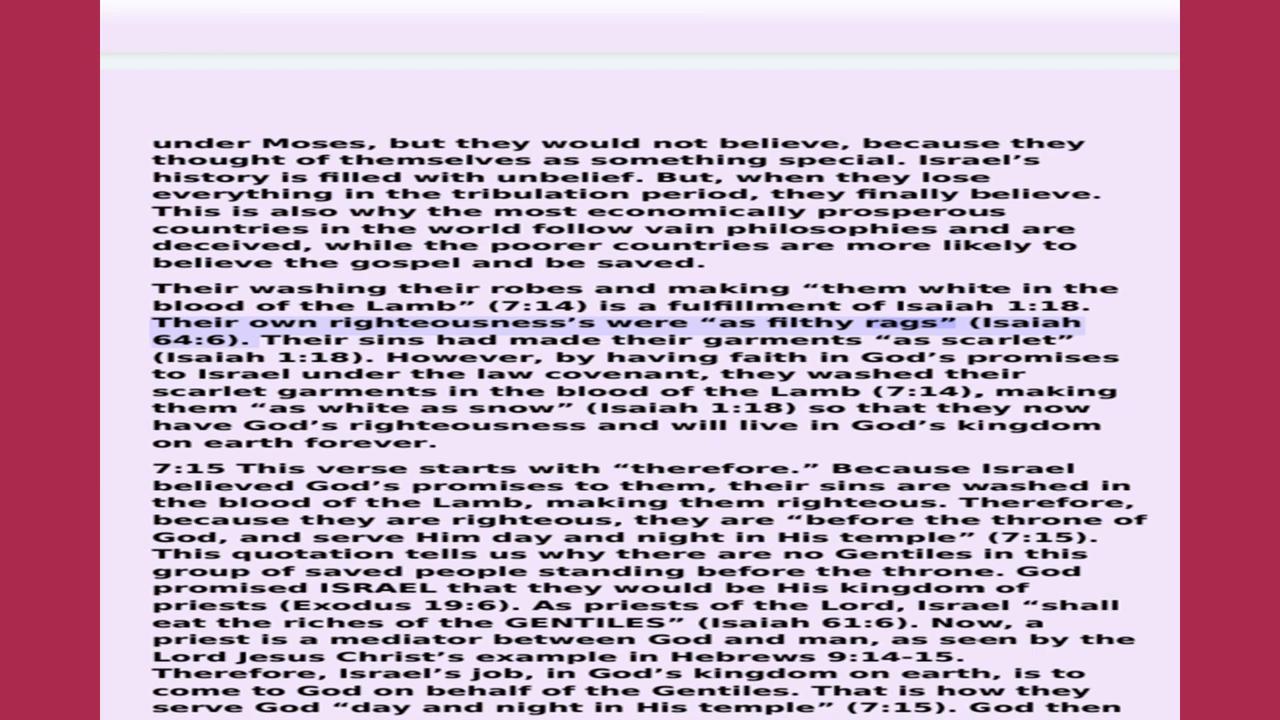 under Moses, but they would not believe, because they
thought of themselves as something special. Israel’s
history is filled with unbelief. But, when they lose
everything in the tribulation period, they finally believe.
This is also why the most economically prosperous
countries in the world follow vain philosophies and are
deceived, while the poorer countries are more likely to
believe the gospel and be saved.
Their washing their robes and making “them white in the
blood of the Lamb” (7:14) is a fulfillment of Isaiah 1:18.
Their own righteousness’s were “as filthy rags” (Isaiah
64:6). Their sins had made their garments “as scarlet”
(Isaiah 1:18). However, by having faith in God’s promises
to Israel under the law covenant, they washed their
scarlet garments in the blood of the Lamb (7:14), making
them “as white as snow” (Isaiah 1:18) so that they now
have God’s righteousness and will live in God’s kingdom
on earth forever.
7:15 This verse starts with “therefore.” Because Israel
believed God’s promises to them, their sins are washed in
the blood of the Lamb, making them righteous. Therefore,
because they are righteous, they are “before the throne of
God, and serve Him day and night in His temple” (7:15).
This quotation tells us why there are no Gentiles in this
group of saved people standing before the throne. God
promised ISRAEL that they would be His kingdom of
priests (Exodus 19:6). As priests of the Lord, Israel “shall
eat the riches of the GENTILES” (Isaiah 61:6). Now, a
priest is a mediator between God and man, as seen by the
Lord Jesus Christ’s example in Hebrews 9:14-15.
Therefore, Israel’s job, in God’s kingdom on earth, is to
come to God on behalf of the Gentiles. That is how they
serve God “day and night in His temple” (7:15). God then